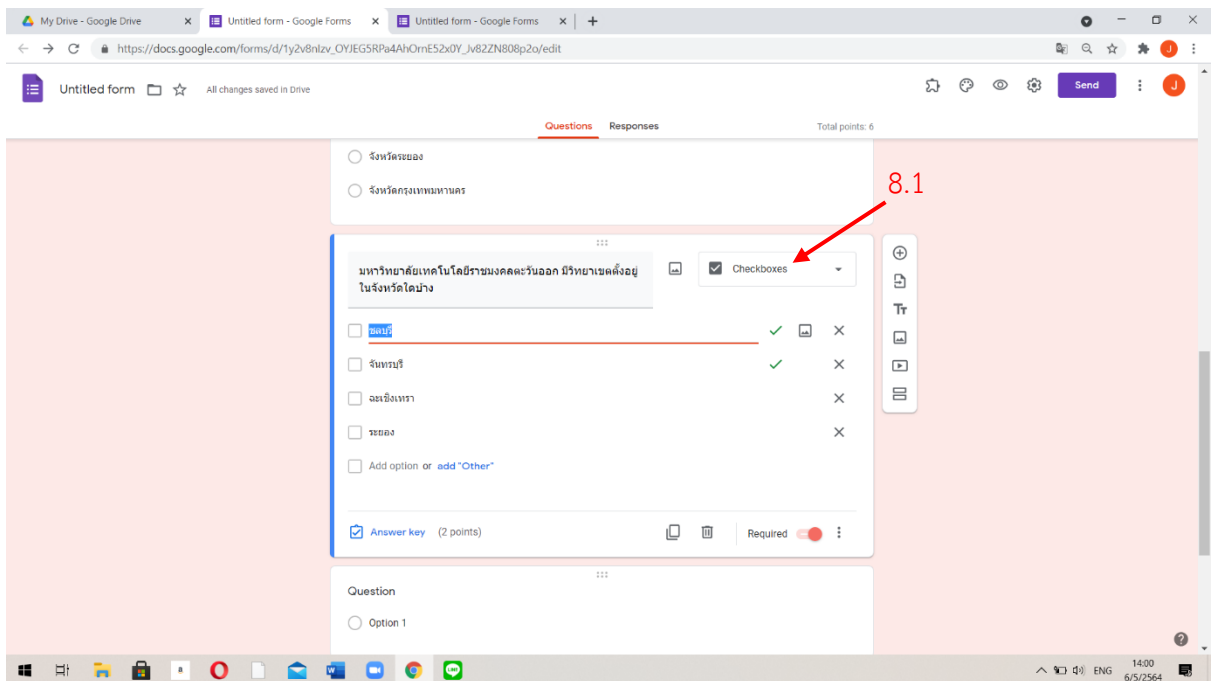 My Drive - Google Drive
Untitled form - Google Forms
Untitled form - Google Forms
https://docs.google.com/forms/d/1y2v8nlzv_OYJEG5RPa4AhOrnE52x0Y_Jv82ZN808p2o/edit
Untitled form
All changes saved in Drive
Send
J
Questions Responses
Total points: 6
จังหวัดระยอง
จังหวัดกรุงเทพมหานคร
8.1
มหาวิทยาลัยเทคโนโลยีราชมงคลตะวันออก มีวิทยาเขตตั้งอยู่
ในจังหวัดใดบ้าง
Checkboxes
ชลบุรี
จันทรบุรี
ฉะเชิงเทรา
ระยอง
Add option or add "Other"
Answer key (2 points)
Required
Question
Option 1
ENG
14:00
6/5/2564